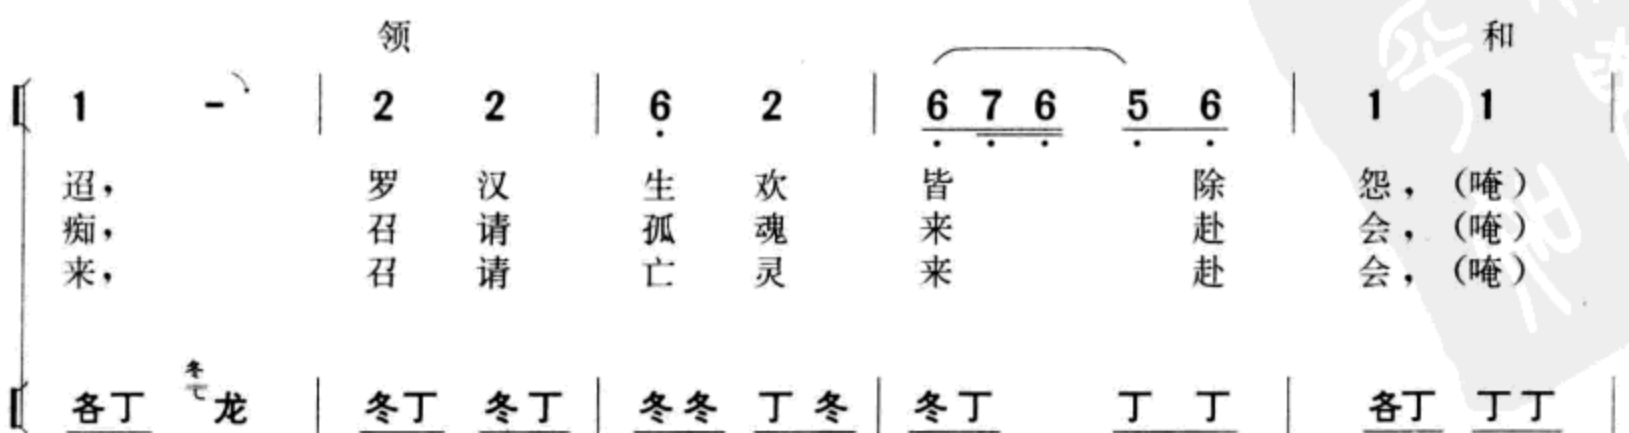 领 和
1 - 2 2 6 2 6 7 6 5 6 1 1
迢, 罗 汉 生 欢 皆 除 怨,(唵)
痴, 召 请 孤 魂 来 赴 会,(唵)
来, 召 请 亡 灵 来 赴 会,(唵)
各丁 冬 龙 冬丁 冬丁 冬冬 丁冬 冬丁 丁 丁 各丁 丁丁